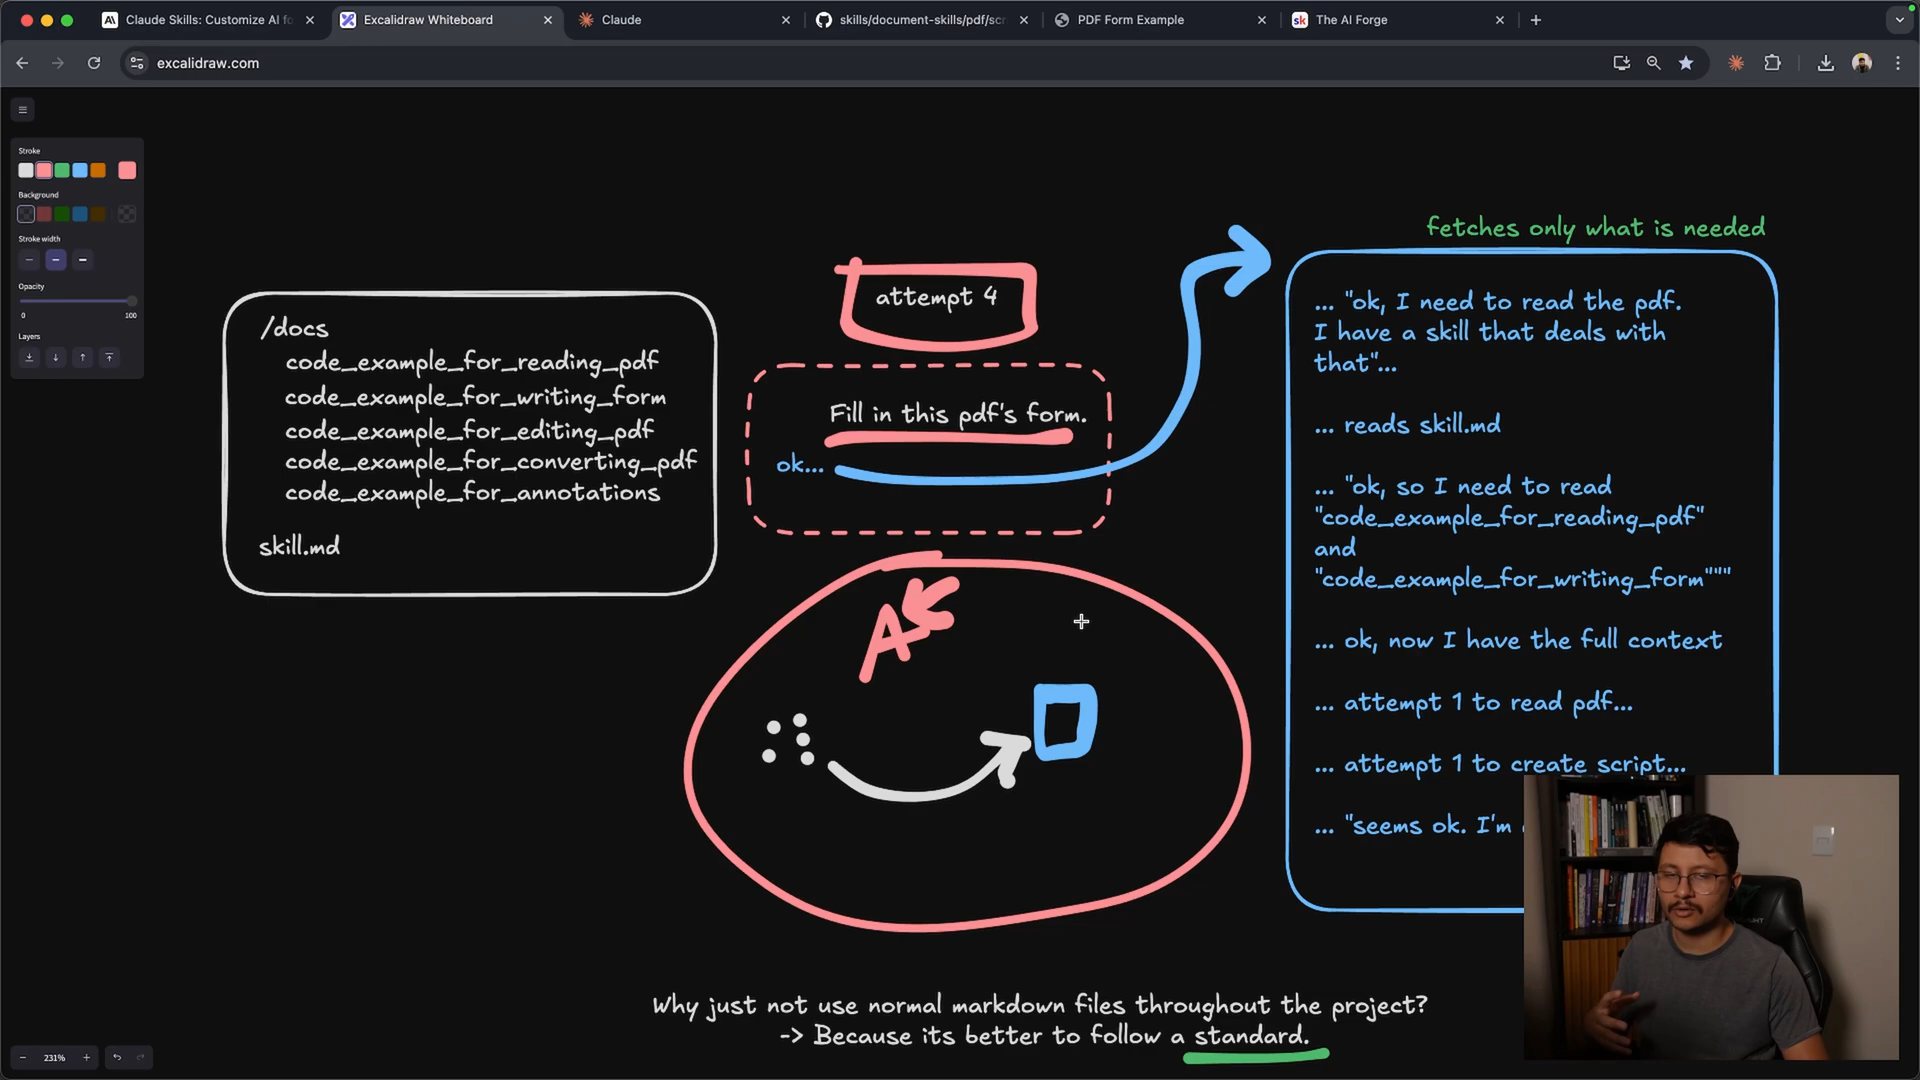 Claude Skills: Customize AI fo
Excalidraw Whiteboard
Claude
skills/document-skills/pdf/scr
PDF Form Example
sk
The AI Forge
excalidraw.com
Stroke
Background
Stroke width
Opacity
0
100
Layers
231%
/docs
code_example_for_reading_pdf
code_example_for_writing_form
code_example_for_editing_pdf
code_example_for_converting_pdf
code_example_for_annotations
skill.md
attempt 4
Fill in this pdf's form.
ok...
A
fetches only what is needed
... "ok, I need to read the pdf.
I have a skill that deals with
that"...
... reads skill.md
... "ok, so I need to read
"code_example_for_reading_pdf"
and
"code_example_for_writing_form"""
... ok, now I have the full context
... attempt 1 to read pdf...
... attempt 1 to create script...
... "seems ok. I'm
Why just not use normal markdown files throughout the project?
-> Because its better to follow a standard.